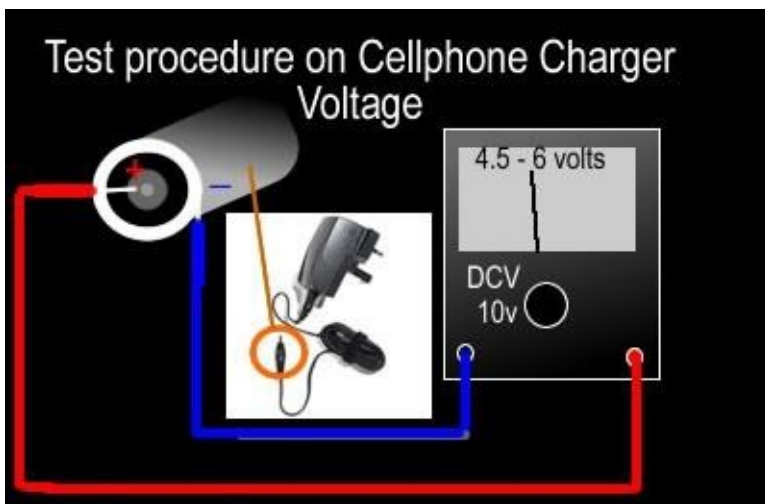 Test procedure on Cellphone Charger
Voltage
+
-
4.5 - 6 volts
DCV
10v